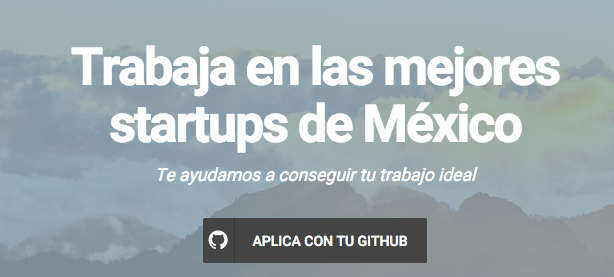 Trabaja en las mejores
startups de México
Te ayudamos a conseguir tu trabajo ideal
APLICA CON TU GITHUB